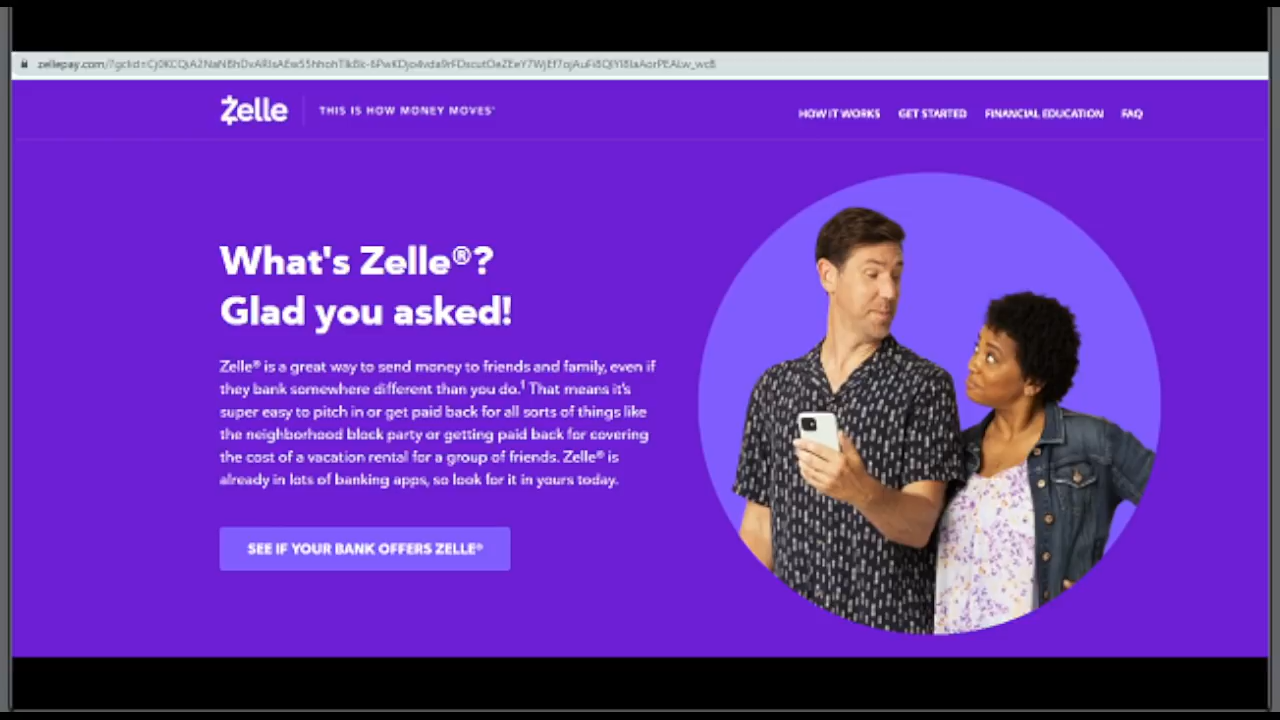 zellepay.com/
Zelle
THIS IS HOW MONEY MOVES®
HOW IT WORKS GET STARTED FINANCIAL EDUCATION FAQ
What's Zelle®?
Glad you asked!
Zelle® is a great way to send money to friends and family, even if
they bank somewhere different than you do.¹ That means it's
super easy to pitch in or get paid back for all sorts of things like
the neighborhood block party or getting paid back for covering
the cost of a vacation rental for a group of friends. Zelle® is
already in lots of banking apps, so look for it in yours today.
SEE IF YOUR BANK OFFERS ZELLE®